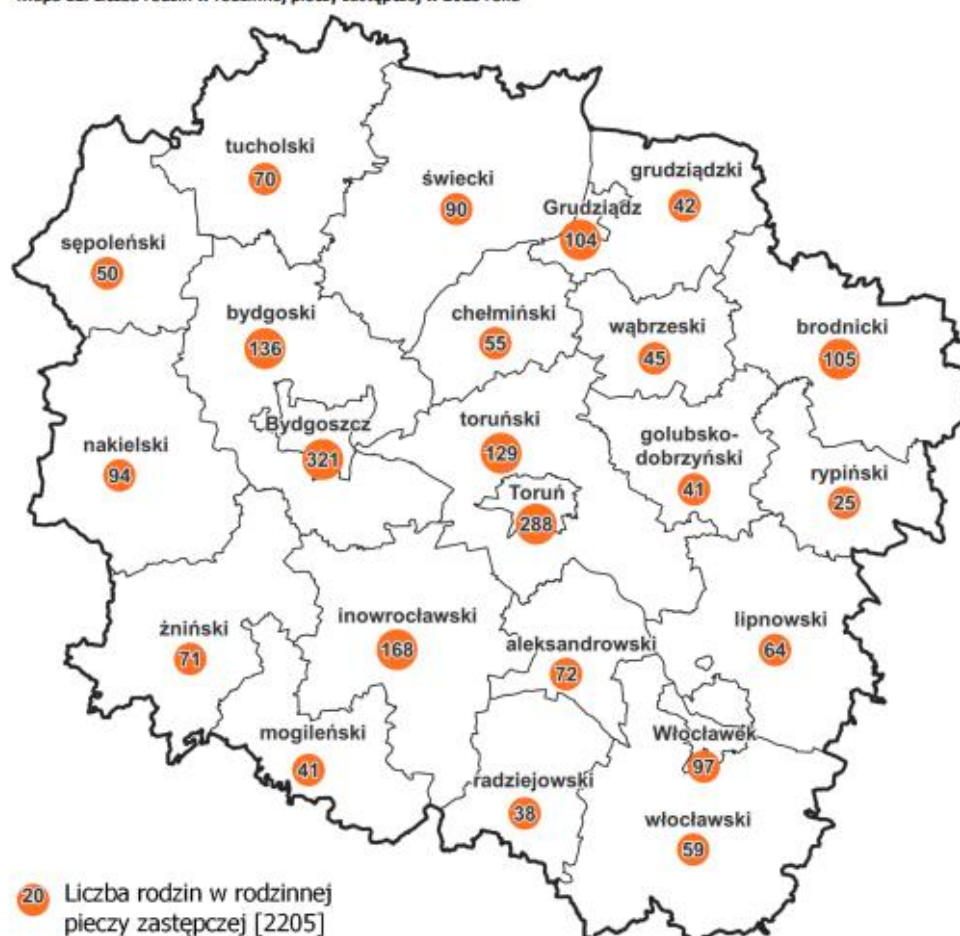 tucholski
70
świecki
90
grudziądzki
42
Grudziądz
104
sępoleński
50
bydgoski
136
chełmiński
55
wąbrzeski
45
brodnicki
105
Bydgoszcz
321
toruński
129
nakielski
94
golubsko-
dobrzyński
41
rypiński
25
Toruń
288
żniński
71
inowrocławski
168
aleksandrowski
72
lipnowski
64
mogileński
41
Włocławek
97
radziejowski
38
włocławski
59
20 Liczba rodzin w rodzinnej
pieczy zastępczej [2205]